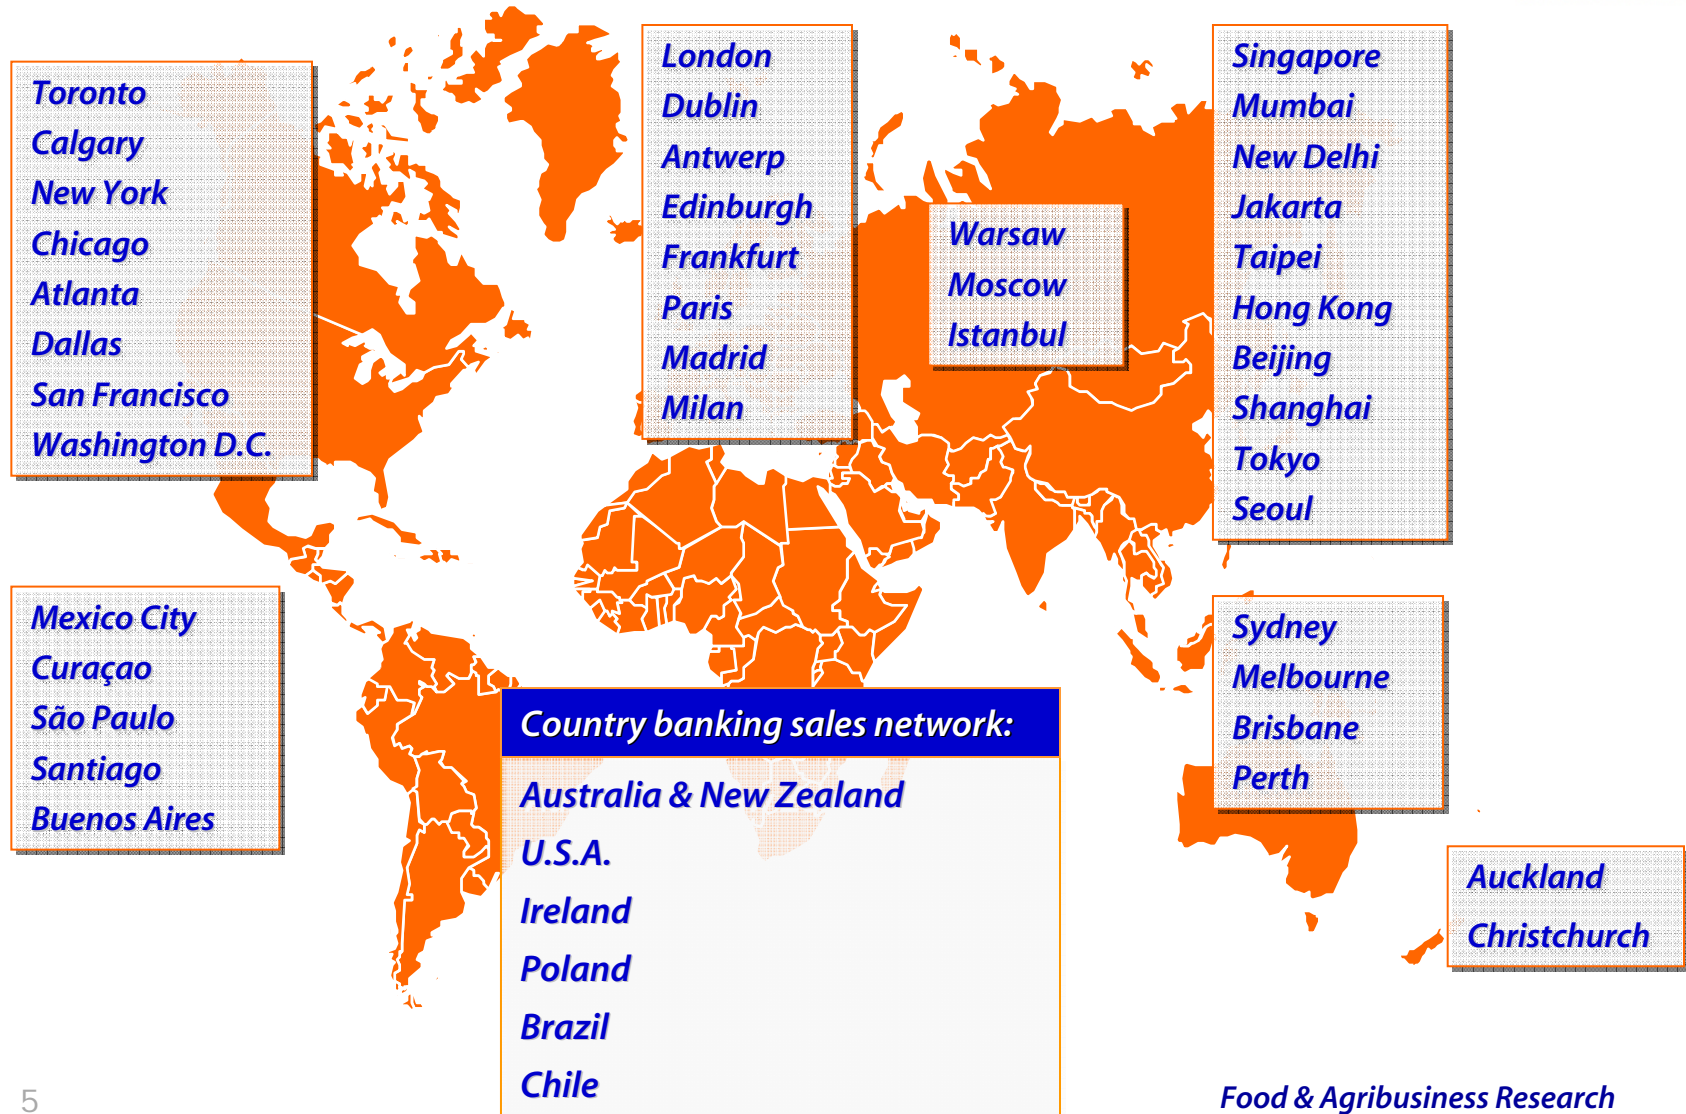 Toronto
Calgary
New York
Chicago
Atlanta
Dallas
San Francisco
Washington D.C.
London
Dublin
Antwerp
Edinburgh
Frankfurt
Paris
Madrid
Milan
Warsaw
Moscow
Istanbul
Singapore
Mumbai
New Delhi
Jakarta
Taipei
Hong Kong
Beijing
Shanghai
Tokyo
Seoul
Mexico City
Curaçao
São Paulo
Santiago
Buenos Aires
Country banking sales network:
Australia & New Zealand
U.S.A.
Ireland
Poland
Brazil
Chile
Sydney
Melbourne
Brisbane
Perth
Auckland
Christchurch
5
Food & Agribusiness Research